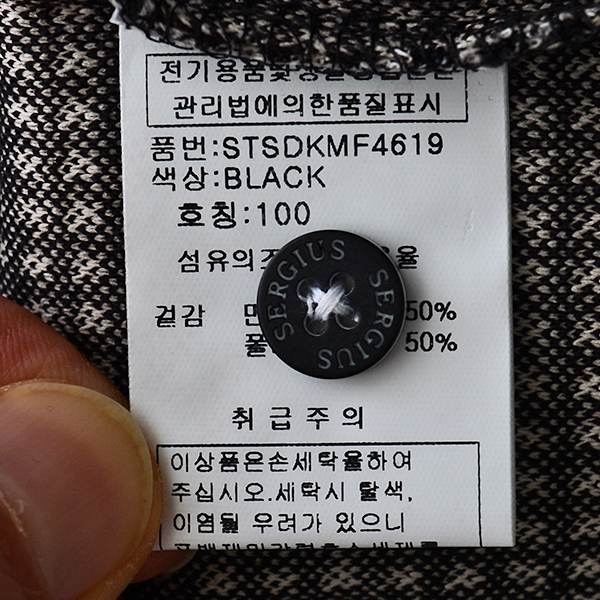 관리법에의한품질표시
품번:STSDKMF4619
색상:BLACK
호칭:100
섬유의 율
SERGIUS SERGIUS
겉감 50%
50%
취급주의
이상품은손세탁을하여
주십시오.세탁시 탈색,
이염될 우려가 있으니